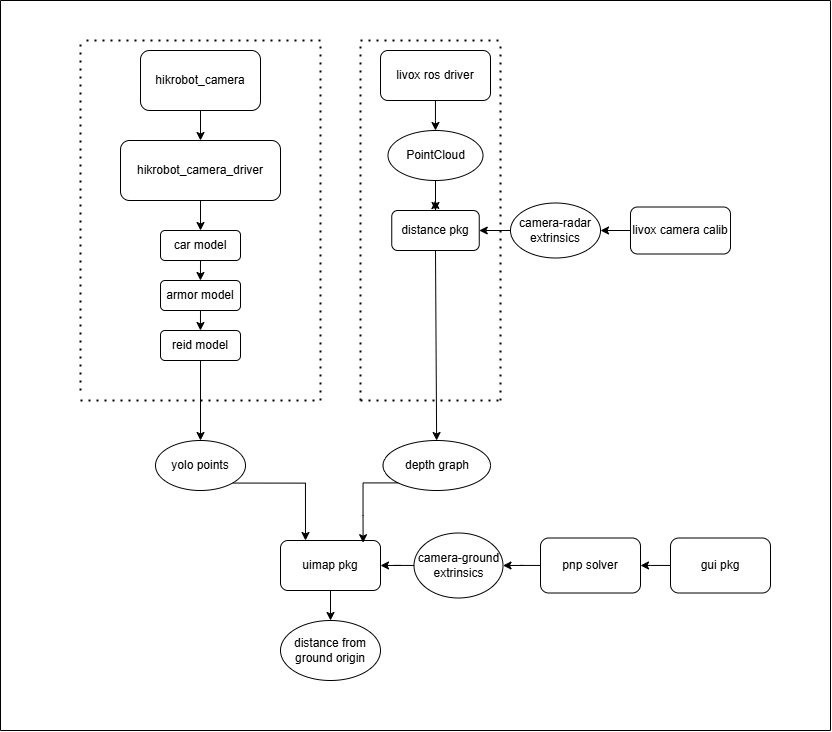 hikrobot_camera
livox ros driver
hikrobot_camera_driver
PointCloud
car model
distance pkg
camera-radar
extrinsics
livox camera calib
armor model
reid model
yolo points
depth graph
uimap pkg
camera-ground
extrinsics
pnp solver
gui pkg
distance from
ground origin